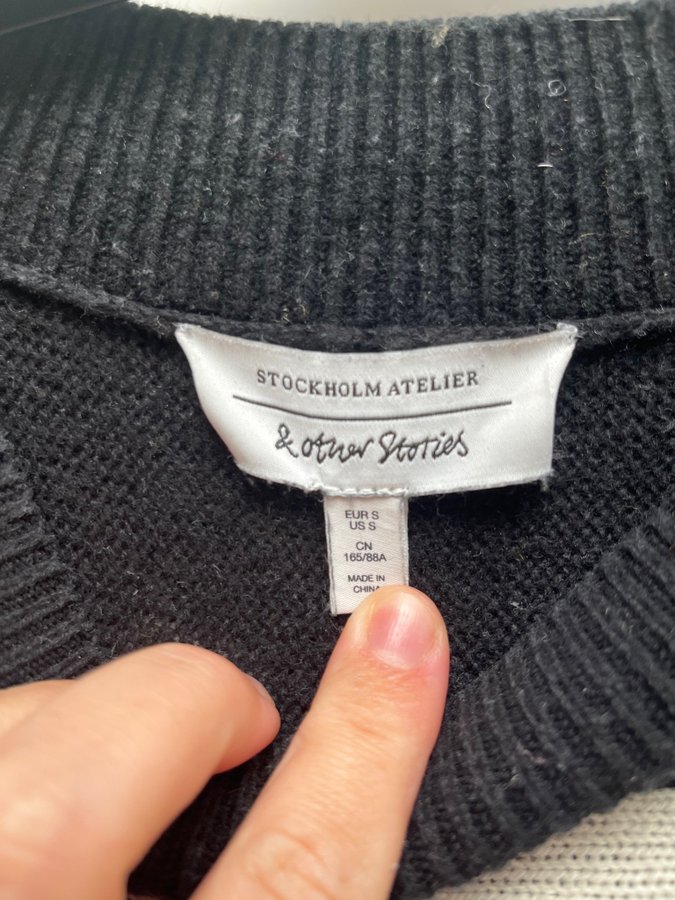 STOCKHOLM ATELIER
& other Stories
EUR S
US S
CN
165/88A
MADE IN
CHINA